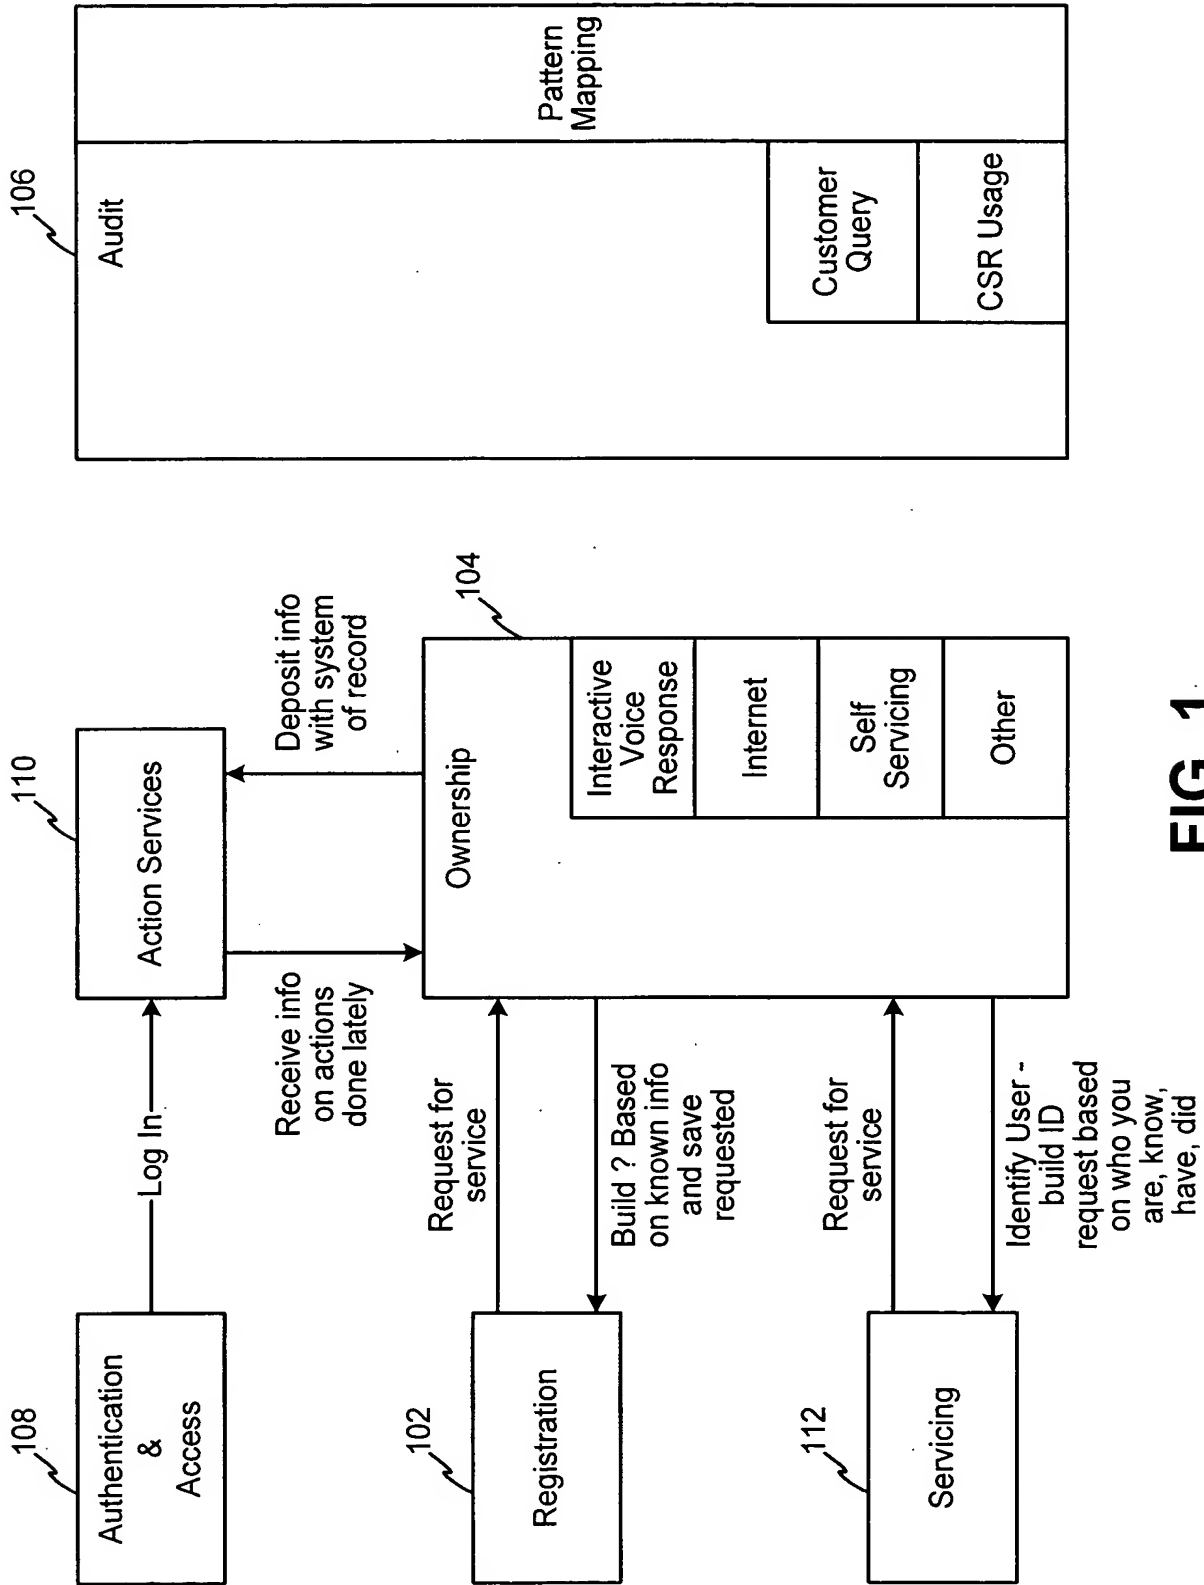 108
Authentication
&
Access
Log In
110
Action Services
Receive info
on actions
done lately
Deposit info
with system
of record
102
Registration
Request for
service
Build ? Based
on known info
and save
requested
112
Servicing
Request for
service
Identify User -
build ID
request based
on who you
are, know,
have, did
104
Ownership
Interactive
Voice
Response
Internet
Self
Servicing
Other
106
Audit
Customer
Query
CSR Usage
Pattern
Mapping
FIG. 1